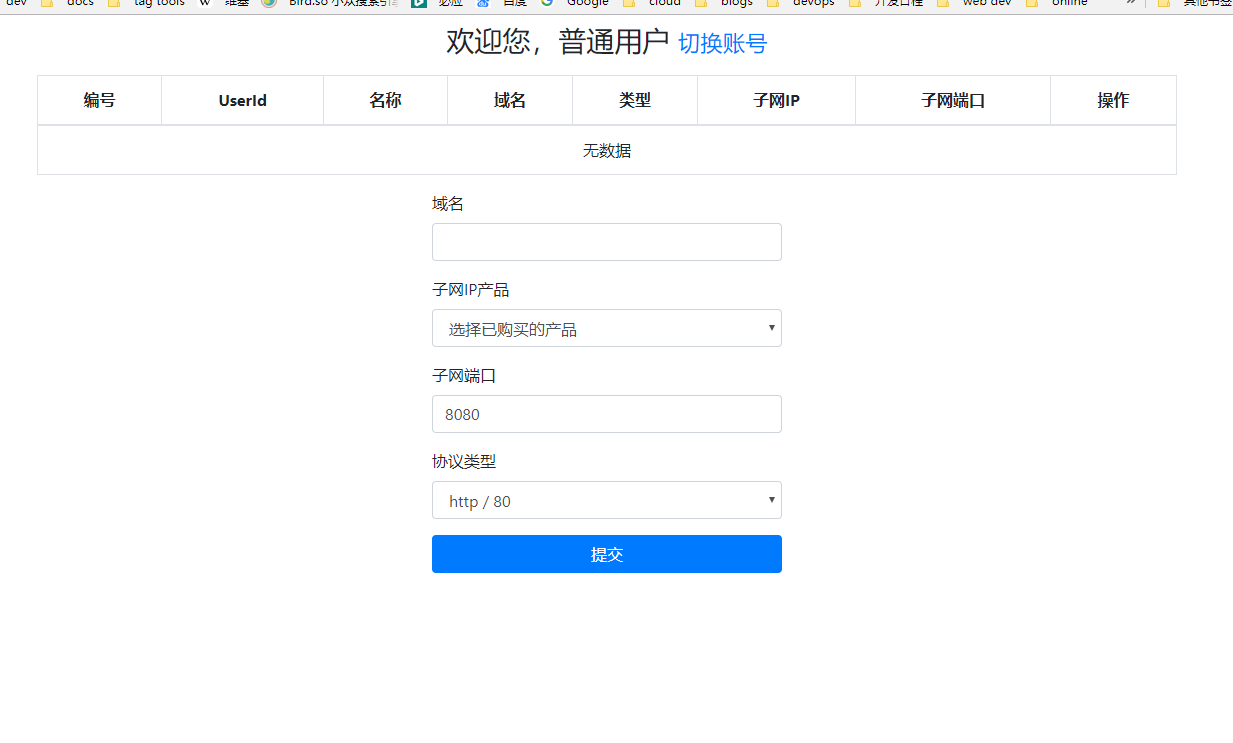 dev docs tag tools W 维基 Bird.so 小众搜索引 必应 百度 Google cloud blogs devops 开发日程 web dev online » 其他书签
欢迎您，普通用户 切换账号
编号 UserId 名称 域名 类型 子网IP 子网端口 操作
无数据
域名
子网IP产品
选择已购买的产品
子网端口
8080
协议类型
http / 80
提交